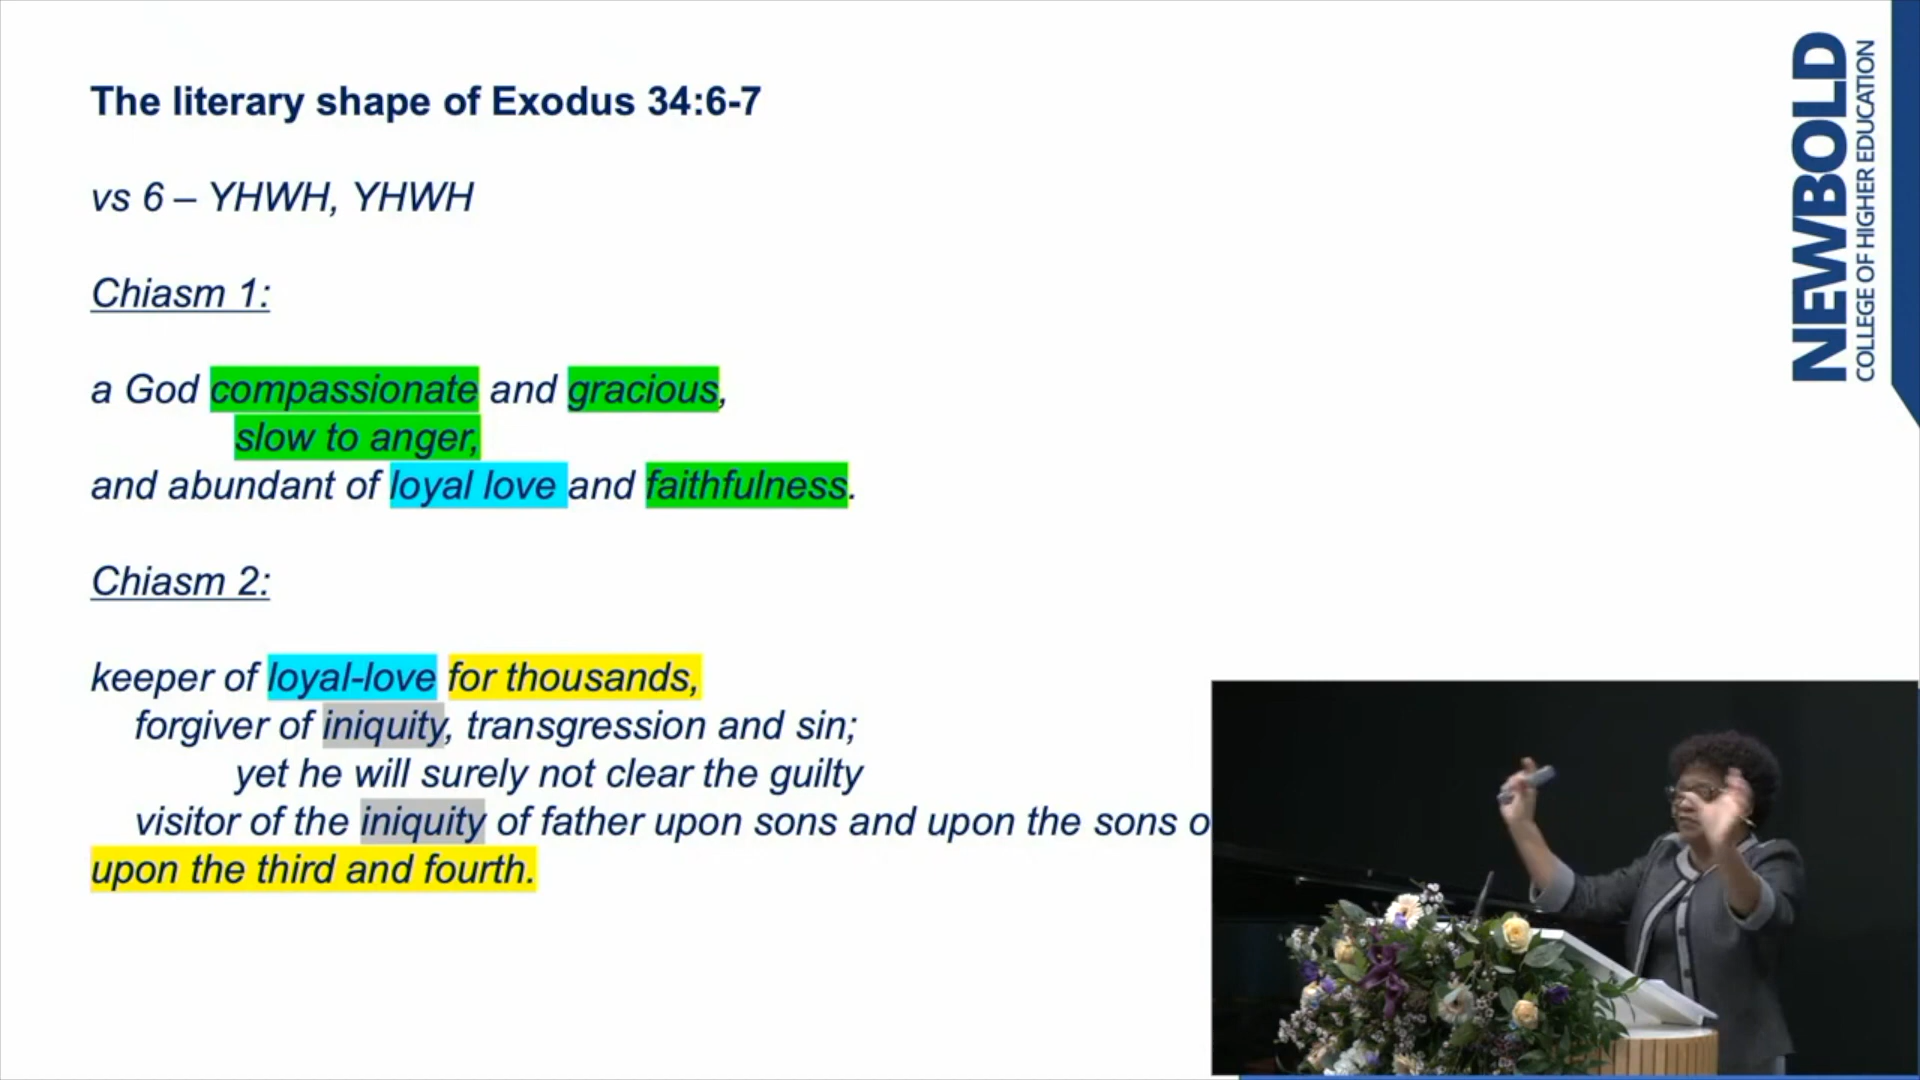 The literary shape of Exodus 34:6-7
vs 6 – YHWH, YHWH
Chiasm 1:
a God compassionate and gracious,
slow to anger,
and abundant of loyal love and faithfulness.
Chiasm 2:
keeper of loyal-love for thousands,
forgiver of iniquity, transgression and sin;
yet he will surely not clear the guilty
visitor of the iniquity of father upon sons and upon the sons o
upon the third and fourth.
NEWBOLD
COLLEGE OF HIGHER EDUCATION